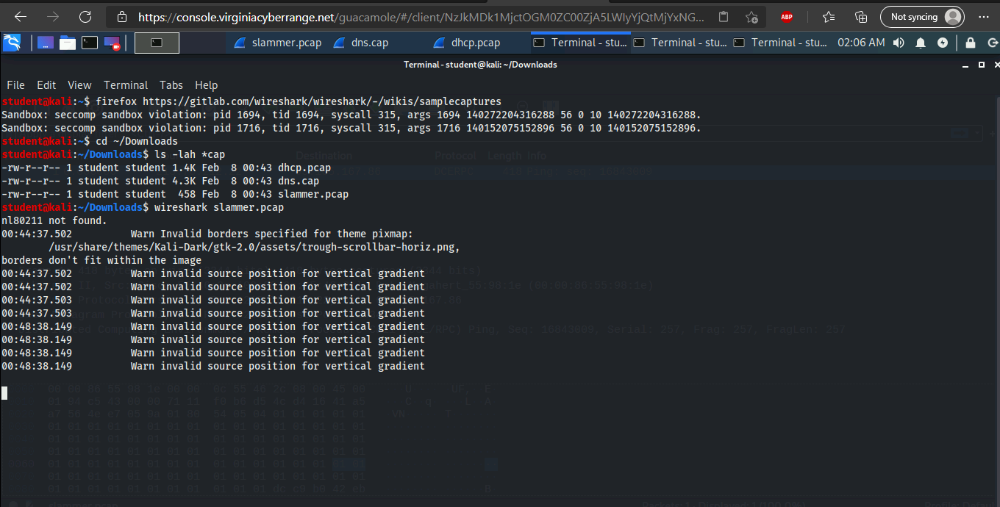 https://console.virginiacyberrange.net/guacamole/#/client/NzJkMDk1MjctOGM0ZC00ZjA5LWIyYjQtMjYxNG...
ABP
Not syncing
slammer.pcap
dns.cap
dhcp.pcap
Terminal - stu...
Terminal - stu...
Terminal - stu...
02:06 AM
Terminal - student@kali: ~/Downloads
File Edit View Terminal Tabs Help
student@kali:~$ firefox https://gitlab.com/wireshark/wireshark/-/wikis/samplecaptures
Sandbox: seccomp sandbox violation: pid 1694, tid 1694, syscall 315, args 1694 140272204316288 56 0 10 140272204316288.
Sandbox: seccomp sandbox violation: pid 1716, tid 1716, syscall 315, args 1716 140152075152896 56 0 10 140152075152896.
student@kali:~$ cd ~/Downloads
student@kali:~/Downloads$ ls -lah *cap
Destination Protocol Length Info
-rw-r--r-- 1 student student 1.4K Feb  8 00:43 dhcp.pcap
-rw-r--r-- 1 student student 4.3K Feb  8 00:43 dns.cap
-rw-r--r-- 1 student student  458 Feb  8 00:43 slammer.pcap
student@kali:~/Downloads$ wireshark slammer.pcap
nl80211 not found.
00:44:37.502          Warn Invalid borders specified for theme pixmap:
        /usr/share/themes/Kali-Dark/gtk-2.0/assets/trough-scrollbar-horiz.png,
borders don't fit within the image
00:44:37.502          Warn invalid source position for vertical gradient
00:44:37.502          Warn invalid source position for vertical gradient
00:44:37.503          Warn invalid source position for vertical gradient
00:44:37.503          Warn invalid source position for vertical gradient
00:48:38.149          Warn invalid source position for vertical gradient
Ping, Seq: 16843009, Serial: 257, Frag: 257, FragLen: 257
00:48:38.149          Warn invalid source position for vertical gradient
00:48:38.149          Warn invalid source position for vertical gradient
00:48:38.149          Warn invalid source position for vertical gradient